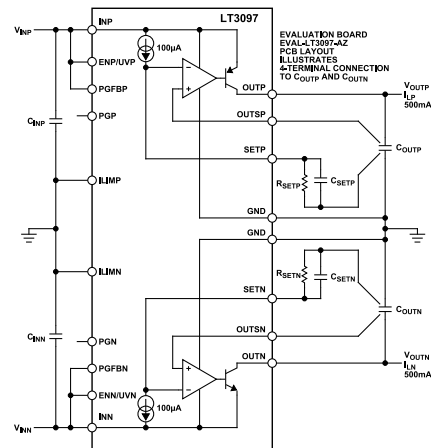 LT3097
VINP
INP
100µA
ENP/UVP
PGFBP
PGP
CINP
ILIMP
ILIMN
CINN
PGN
PGFBN
ENN/UVN
INN
VINN
100µA
−
+
+
−
OUTP
OUTSP
SETP
RSETP
CSETP
GND
GND
RSETN
CSETN
SETN
OUTSN
OUTN
EVALUATION BOARD
EVAL-LT3097-AZ
PCB LAYOUT
ILLUSTRATES
4-TERMINAL CONNECTION
TO COUTP AND COUTN
VOUTP
ILP
500mA
COUTP
COUTN
VOUTN
ILN
500mA